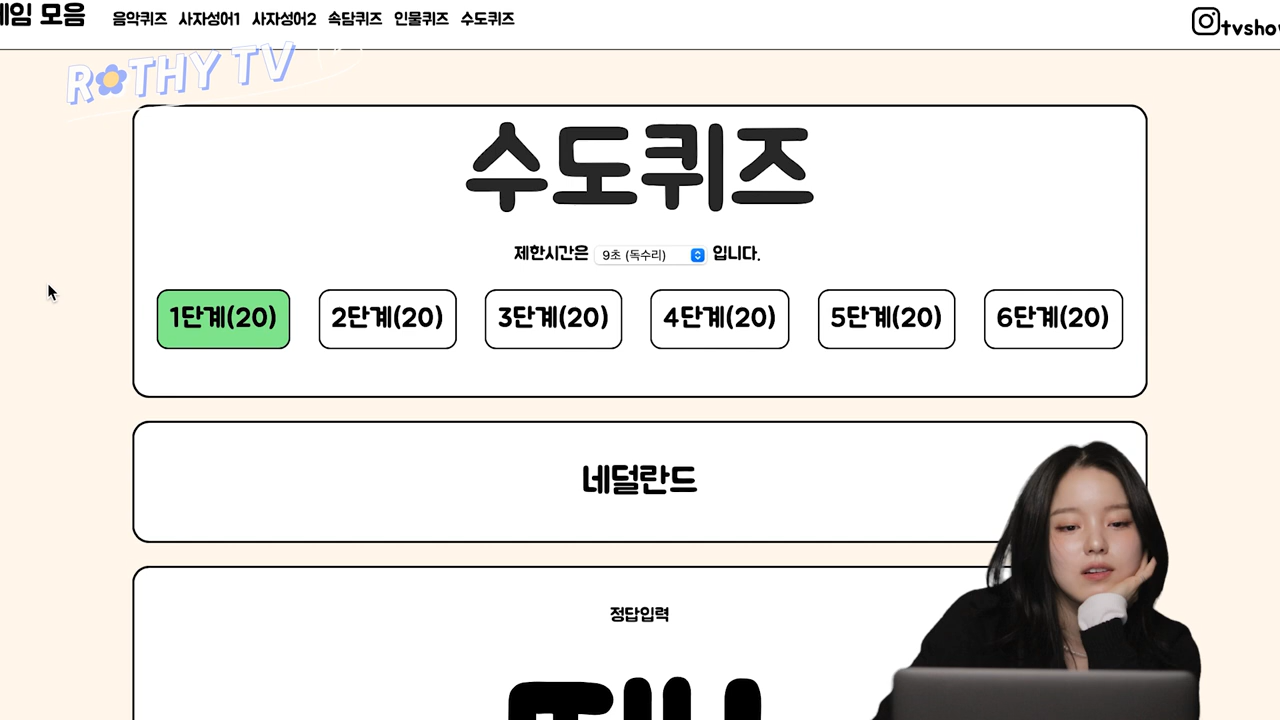 모음
음악퀴즈 사자성어1 사자성어2 속담퀴즈 인물퀴즈 수도퀴즈
ROTHY TV
수도퀴즈
제한시간은 9초 (독수리) 입니다.
1단계(20) 2단계(20) 3단계(20) 4단계(20) 5단계(20) 6단계(20)
네덜란드
정답입력